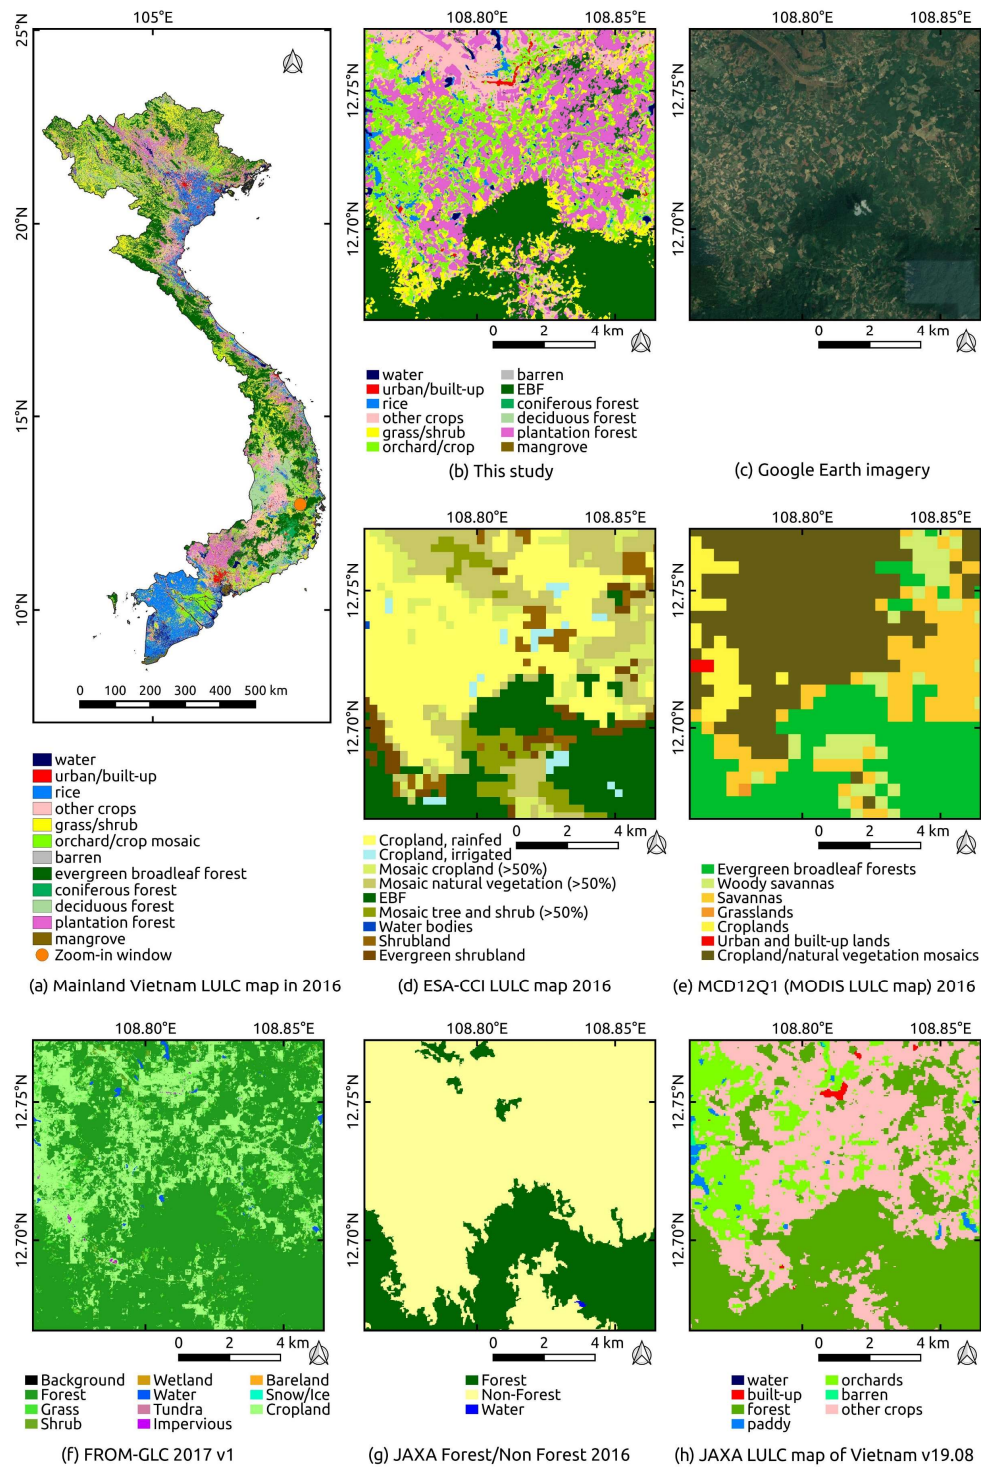 105°E
108.80°E
108.85°E
108.80°E
108.85°E
25°N
20°N
15°N
10°N
12.75°N
12.70°N
12.75°N
12.70°N
0 100 200 300 400 500 km
0 2 4 km
0 2 4 km
water
urban/built-up
rice
other crops
grass/shrub
orchard/crop
barren
EBF
coniferous forest
deciduous forest
plantation forest
mangrove
(b) This study
(c) Google Earth imagery
water
urban/built-up
rice
other crops
grass/shrub
orchard/crop mosaic
barren
evergreen broadleaf forest
coniferous forest
deciduous forest
plantation forest
mangrove
Zoom-in window
(a) Mainland Vietnam LULC map in 2016
108.80°E
108.85°E
12.75°N
12.70°N
0 2 4 km
Cropland, rainfed
Cropland, irrigated
Mosaic cropland (>50%)
Mosaic natural vegetation (>50%)
EBF
Mosaic tree and shrub (>50%)
Water bodies
Shrubland
Evergreen shrubland
(d) ESA-CCI LULC map 2016
108.80°E
108.85°E
12.75°N
12.70°N
0 2 4 km
Evergreen broadleaf forests
Woody savannas
Savannas
Grasslands
Croplands
Urban and built-up lands
Cropland/natural vegetation mosaics
(e) MCD12Q1 (MODIS LULC map) 2016
108.80°E
108.85°E
12.75°N
12.70°N
0 2 4 km
Background
Forest
Grass
Shrub
Wetland
Water
Tundra
Impervious
Bareland
Snow/Ice
Cropland
(f) FROM-GLC 2017 v1
108.80°E
108.85°E
12.75°N
12.70°N
0 2 4 km
Forest
Non-Forest
Water
(g) JAXA Forest/Non Forest 2016
108.80°E
108.85°E
12.75°N
12.70°N
0 2 4 km
water
built-up
forest
paddy
orchards
barren
other crops
(h) JAXA LULC map of Vietnam v19.08